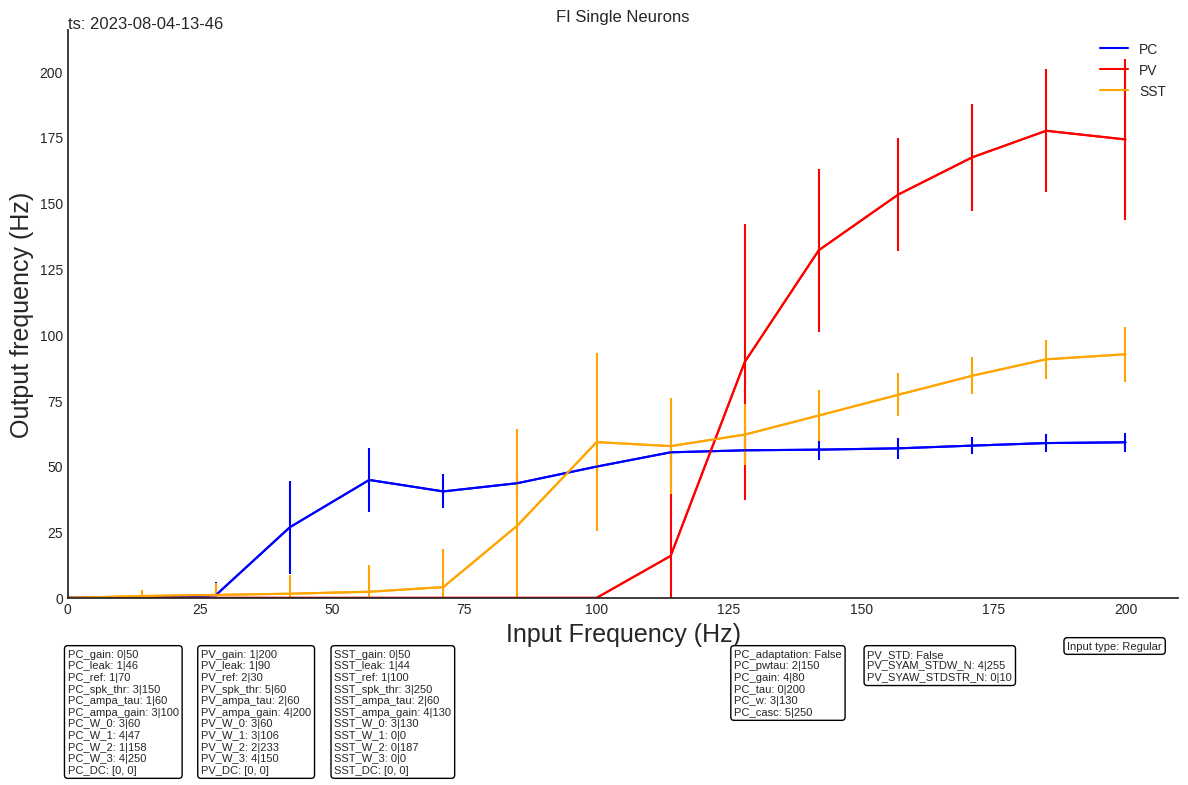 ts: 2023-08-04-13-46
FI Single Neurons
PC
PV
SST
Output frequency (Hz)
200
175
150
125
100
75
50
25
0
0 25 50 75 100 125 150 175 200
Input Frequency (Hz)
PC_gain: 0|50
PC_leak: 1|46
PC_ref: 1|70
PC_spk_thr: 3|150
PC_ampa_tau: 1|60
PC_ampa_gain: 3|100
PC_W_0: 3|60
PC_W_1: 4|47
PC_W_2: 1|158
PC_W_3: 4|250
PC_DC: [0, 0]
PV_gain: 1|200
PV_leak: 1|90
PV_ref: 2|30
PV_spk_thr: 5|60
PV_ampa_tau: 2|60
PV_ampa_gain: 4|200
PV_W_0: 3|60
PV_W_1: 3|106
PV_W_2: 2|233
PV_W_3: 4|150
PV_DC: [0, 0]
SST_gain: 0|50
SST_leak: 1|44
SST_ref: 1|100
SST_spk_thr: 3|250
SST_ampa_tau: 2|60
SST_ampa_gain: 4|130
SST_W_0: 3|130
SST_W_1: 0|0
SST_W_2: 0|187
SST_W_3: 0|0
SST_DC: [0, 0]
PC_adaptation: False
PC_pwtau: 2|150
PC_gain: 4|80
PC_tau: 0|200
PC_w: 3|130
PC_casc: 5|250
PV_STD: False
PV_SYAM_STDW_N: 4|255
PV_SYAW_STDSTR_N: 0|10
Input type: Regular